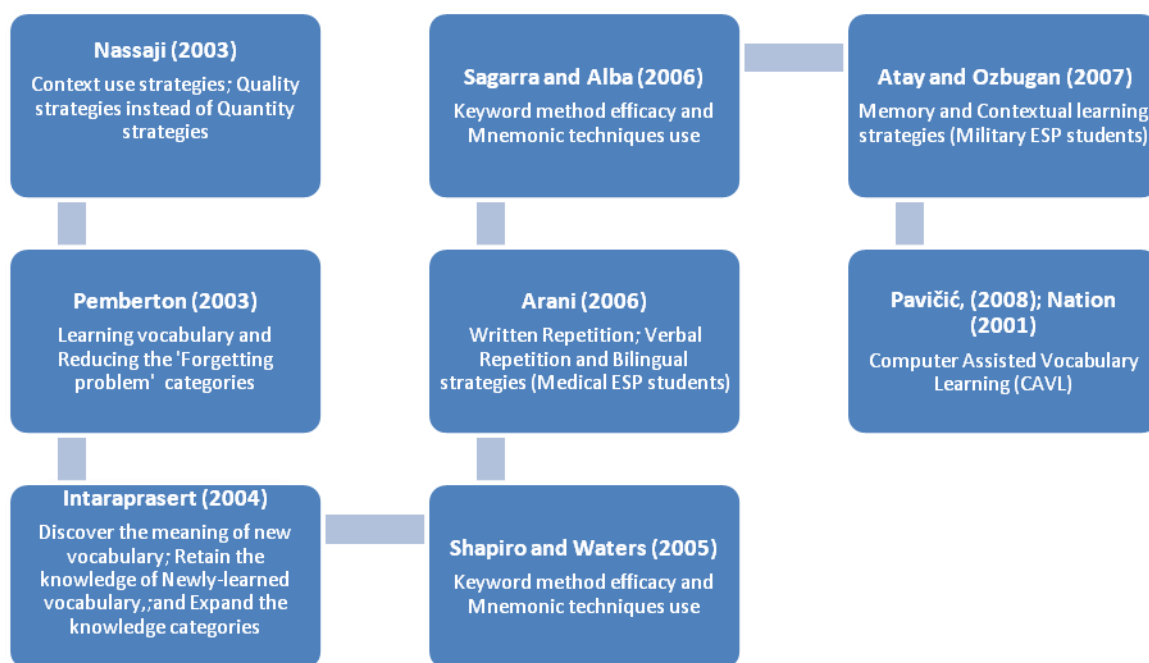 Nassaji (2003)
Context use strategies; Quality
strategies instead of Quantity
strategies
Pemberton (2003)
Learning vocabulary and
Reducing the 'Forgetting
problem' categories
Intaraprasert (2004)
Discover the meaning of new
vocabulary; Retain the
knowledge of Newly-learned
vocabulary,;and Expand the
knowledge categories
Shapiro and Waters (2005)
Keyword method efficacy and
Mnemonic techniques use
Arani (2006)
Written Repetition; Verbal
Repetition and Bilingual
strategies (Medical ESP students)
Sagarra and Alba (2006)
Keyword method efficacy and
Mnemonic techniques use
Atay and Ozbugan (2007)
Memory and Contextual learning
strategies (Military ESP students)
Pavičić, (2008); Nation
(2001)
Computer Assisted Vocabulary
Learning (CAVL)